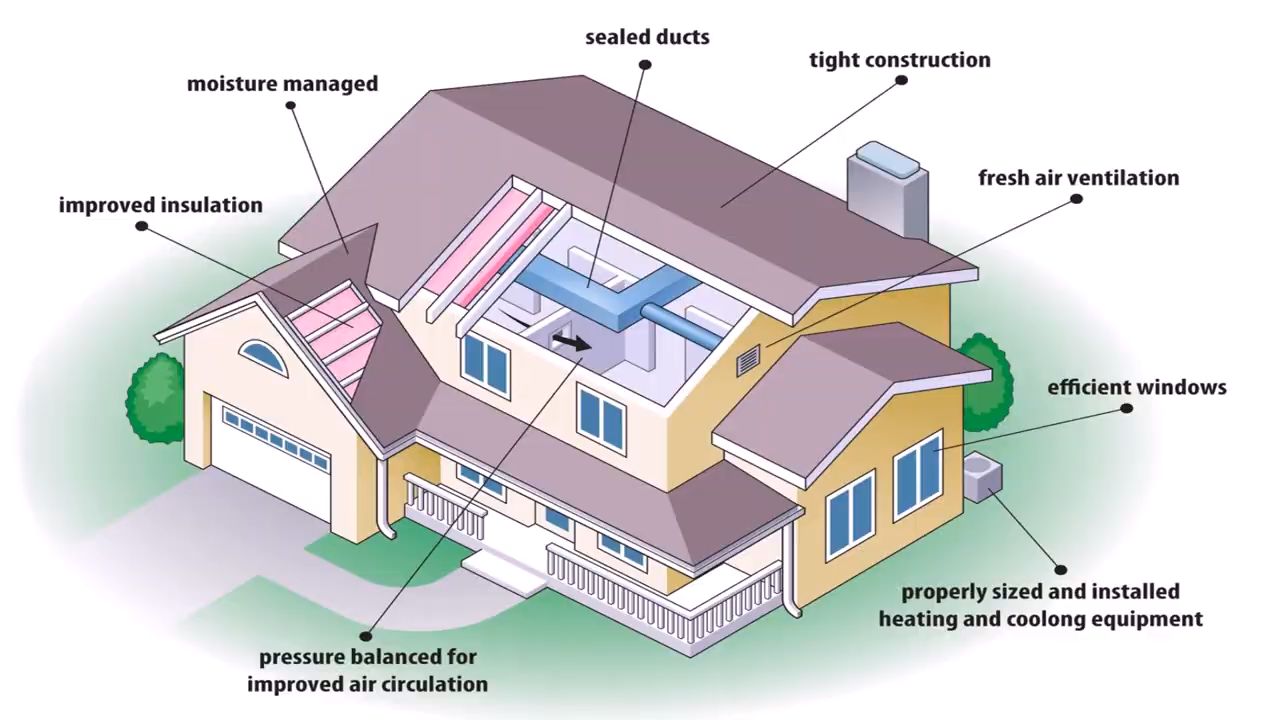 sealed ducts
tight construction
moisture managed
fresh air ventilation
improved insulation
efficient windows
properly sized and installed
heating and coolong equipment
pressure balanced for
improved air circulation